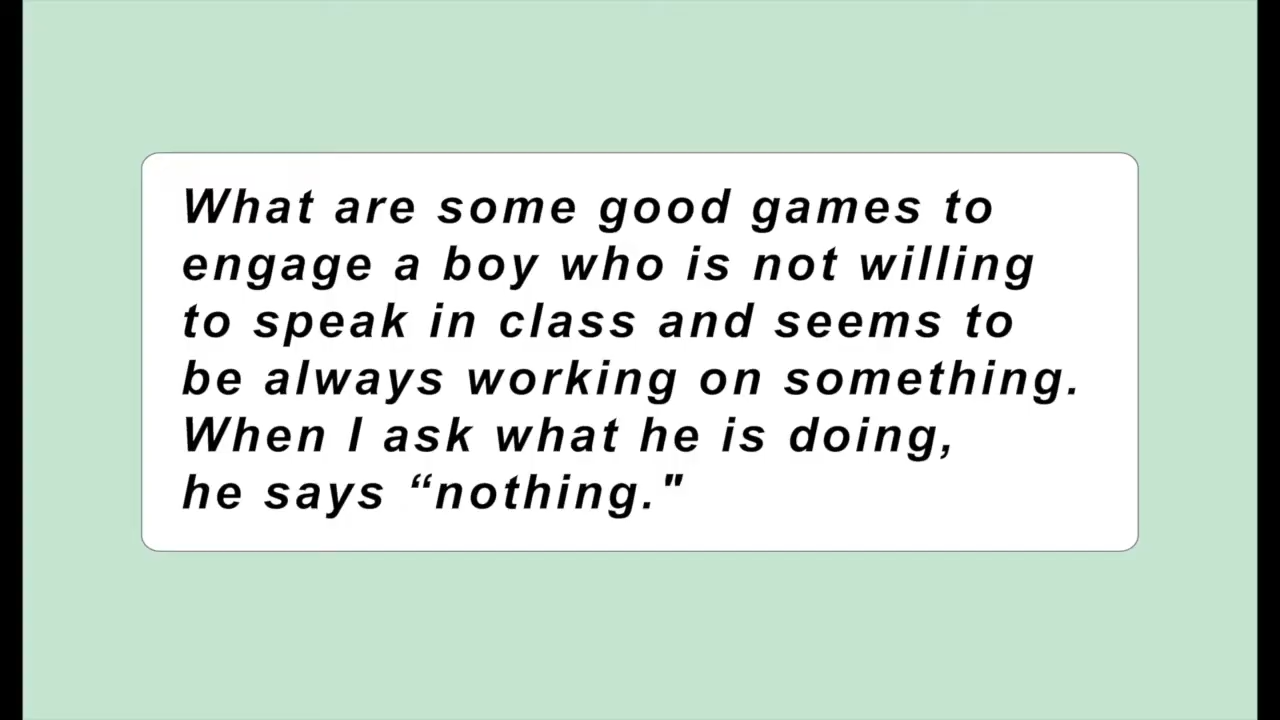 What are some good games to
engage a boy who is not willing
to speak in class and seems to
be always working on something.
When I ask what he is doing,
he says “nothing."